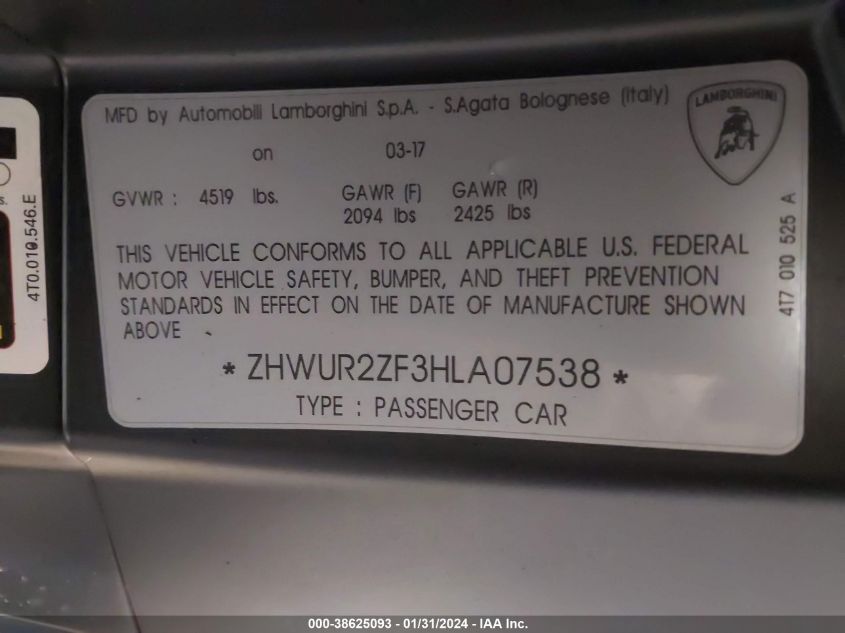 MFD by Automobili Lamborghini S.p.A. - S.Agata Bolognese (Italy)
LAMBORGHINI
on 03-17
GVWR : 4519 lbs. GAWR (F) GAWR (R)
2094 lbs 2425 lbs
THIS VEHICLE CONFORMS TO ALL APPLICABLE U.S. FEDERAL
MOTOR VEHICLE SAFETY, BUMPER, AND THEFT PREVENTION
STANDARDS IN EFFECT ON THE DATE OF MANUFACTURE SHOWN
ABOVE
* ZHWUR2ZF3HLA07538 *
TYPE : PASSENGER CAR
4T7 010 525 A
s.
4T0.010.546.E
000-38625093 - 01/31/2024 - IAA Inc.